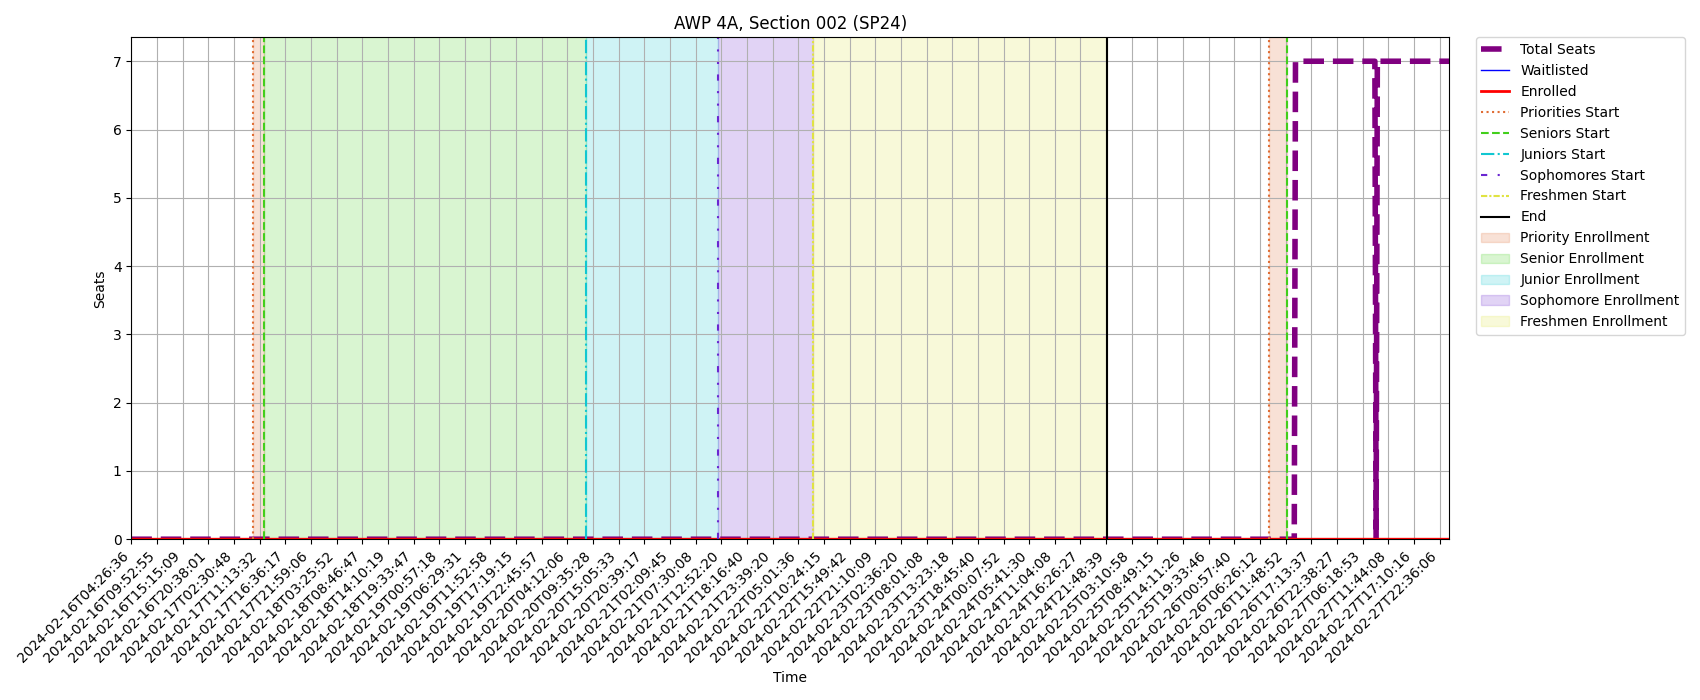 AWP 4A, Section 002 (SP24)
Total Seats
Waitlisted
Enrolled
Priorities Start
Seniors Start
Juniors Start
Sophomores Start
Freshmen Start
End
Priority Enrollment
Senior Enrollment
Junior Enrollment
Sophomore Enrollment
Freshmen Enrollment
Seats
7
6
5
4
3
2
1
0
2024-02-16T04:26:36
2024-02-16T09:52:55
2024-02-16T15:15:09
2024-02-16T20:38:01
2024-02-17T02:30:48
2024-02-17T11:13:32
2024-02-17T16:36:17
2024-02-17T21:59:06
2024-02-18T03:25:52
2024-02-18T08:46:47
2024-02-18T14:10:19
2024-02-18T19:33:47
2024-02-19T00:57:18
2024-02-19T06:29:31
2024-02-19T11:52:58
2024-02-19T17:19:15
2024-02-19T22:45:57
2024-02-20T04:12:06
2024-02-20T09:35:28
2024-02-20T15:05:33
2024-02-20T20:39:17
2024-02-21T02:09:45
2024-02-21T07:30:08
2024-02-21T12:52:20
2024-02-21T18:16:40
2024-02-21T23:39:20
2024-02-22T05:01:36
2024-02-22T10:24:15
2024-02-22T15:49:42
2024-02-22T21:10:09
2024-02-23T02:36:20
2024-02-23T08:01:08
2024-02-23T13:23:18
2024-02-23T18:45:40
2024-02-24T00:07:52
2024-02-24T05:41:30
2024-02-24T11:04:08
2024-02-24T16:26:27
2024-02-24T21:48:39
2024-02-25T03:10:58
2024-02-25T08:49:15
2024-02-25T14:11:26
2024-02-25T19:33:46
2024-02-26T00:57:40
2024-02-26T06:26:12
2024-02-26T11:48:52
2024-02-26T17:13:37
2024-02-26T22:38:27
2024-02-27T06:18:53
2024-02-27T11:44:08
2024-02-27T17:10:16
2024-02-27T22:36:06
Time